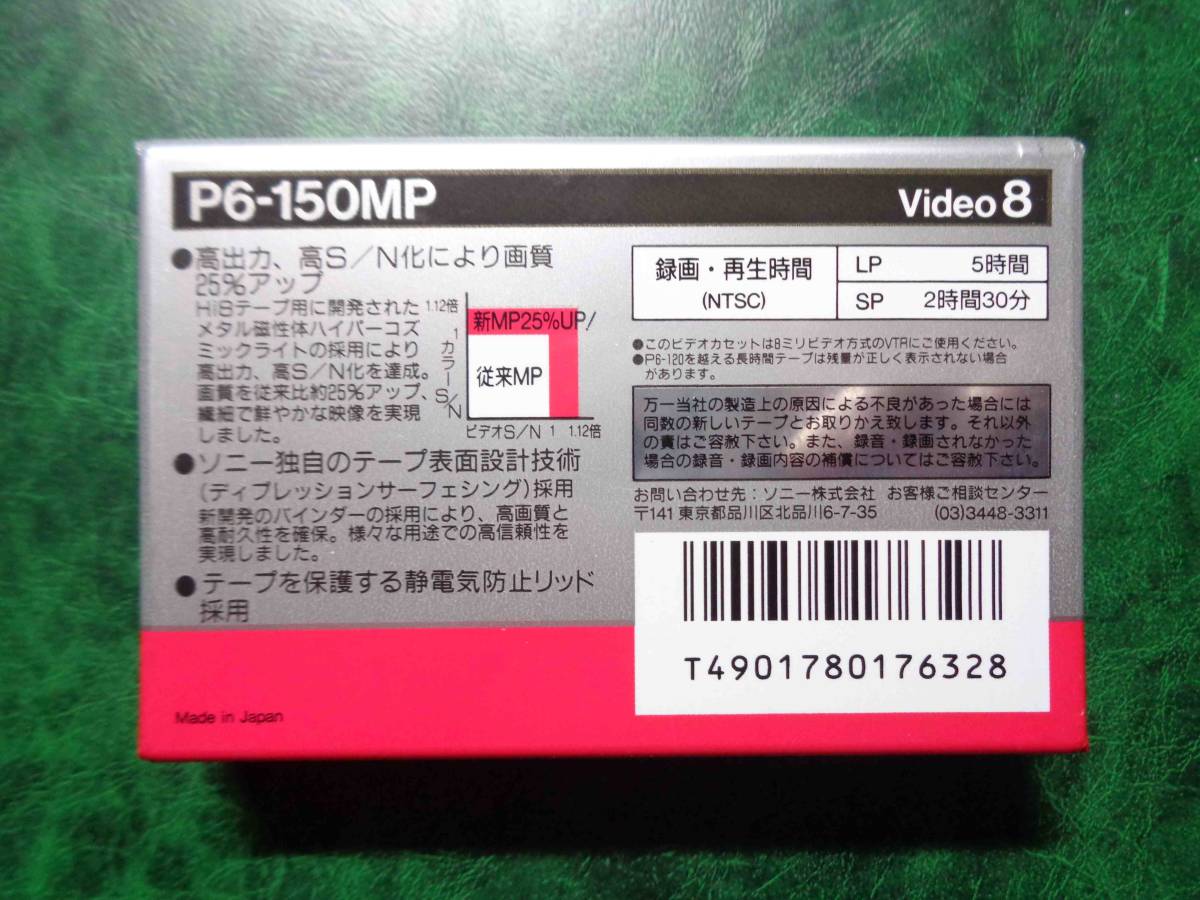 P6-150MP
Video 8
●高出力、高S/N化により画質
25%アップ
Hi8テープ用に開発された
メタル磁性体ハイパーコズ
ミックライトの採用により
高出力、高S/N化を達成。
画質を従来比約25%アップ、
繊細で鮮やかな映像を実現
しました。
1.12倍
1
カラーS/N
新MP25%UP!
従来MP
ビデオS/N 1 1.12倍
●ソニー独自のテープ表面設計技術
(ディプレッションサーフェシング)採用
新開発のバインダーの採用により、高画質と
高耐久性を確保。様々な用途での高信頼性を
実現しました。
●テープを保護する静電気防止リッド
採用
Made in Japan
録画・再生時間
(NTSC)
LP 5時間
SP 2時間30分
●このビデオカセットは8ミリビデオ方式のVTRにご使用ください。
●P6-120を越える長時間テープは残量が正しく表示されない場合
があります。
万一当社の製造上の原因による不良があった場合には
同数の新しいテープとお取りかえ致します。それ以外
の責はご容赦下さい。また、録音・録画されなかった
場合の録音・録画内容の補償についてはご容赦下さい。
お問い合わせ先:ソニー株式会社 お客様ご相談センター
〒141 東京都品川区北品川6-7-35 (03)3448-3311
T4901780176328